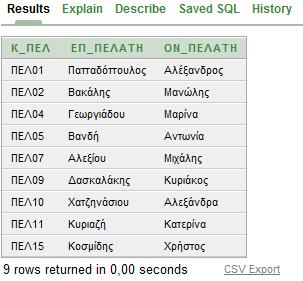 Results Explain Describe Saved SQL History
Κ_ΠΕΛ ΕΠ_ΠΕΛΑΤΗ ΟΝ_ΠΕΛΑΤΗ
ΠΕΛ01 Παπαδόπουλος Αλέξανδρος
ΠΕΛ02 Βακάλης Μανώλης
ΠΕΛ04 Γεωργιάδου Μαρίνα
ΠΕΛ05 Βανδή Αντωνία
ΠΕΛ07 Αλεξίου Μιχάλης
ΠΕΛ09 Δασκαλάκης Κυριάκος
ΠΕΛ10 Χατζηνάσιου Αλεξάνδρα
ΠΕΛ11 Κυριαζή Κατερίνα
ΠΕΛ15 Κοσμίδης Χρήστος
9 rows returned in 0,00 seconds CSV Export